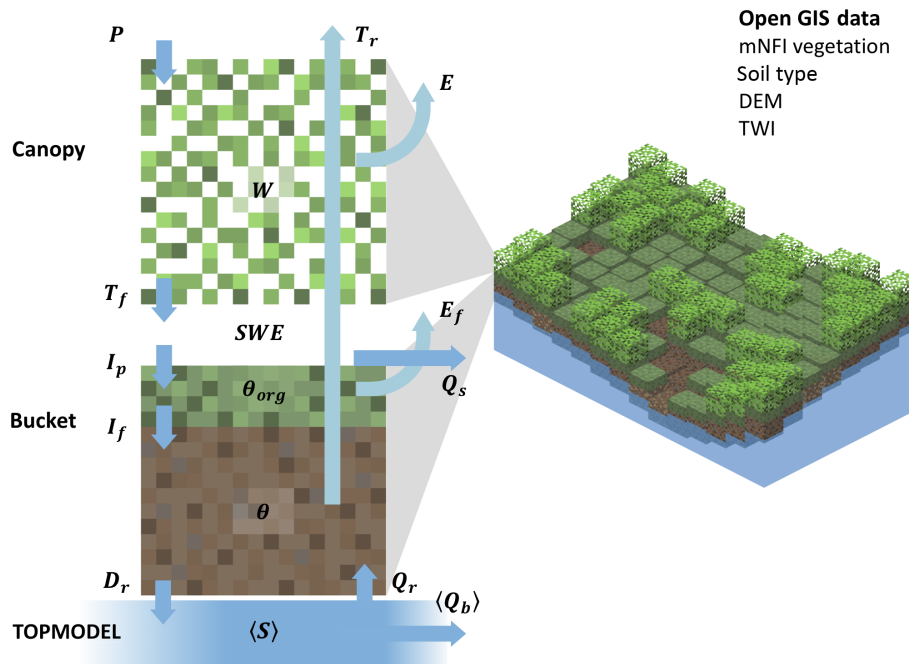 P
T_r
Open GIS data
mNFI vegetation
Soil type
DEM
TWI
E
Canopy
W
T_f
SWE
E_f
I_p
θ_org
Q_s
Bucket
I_f
θ
D_r
Q_r
⟨Q_b⟩
TOPMODEL
⟨S⟩